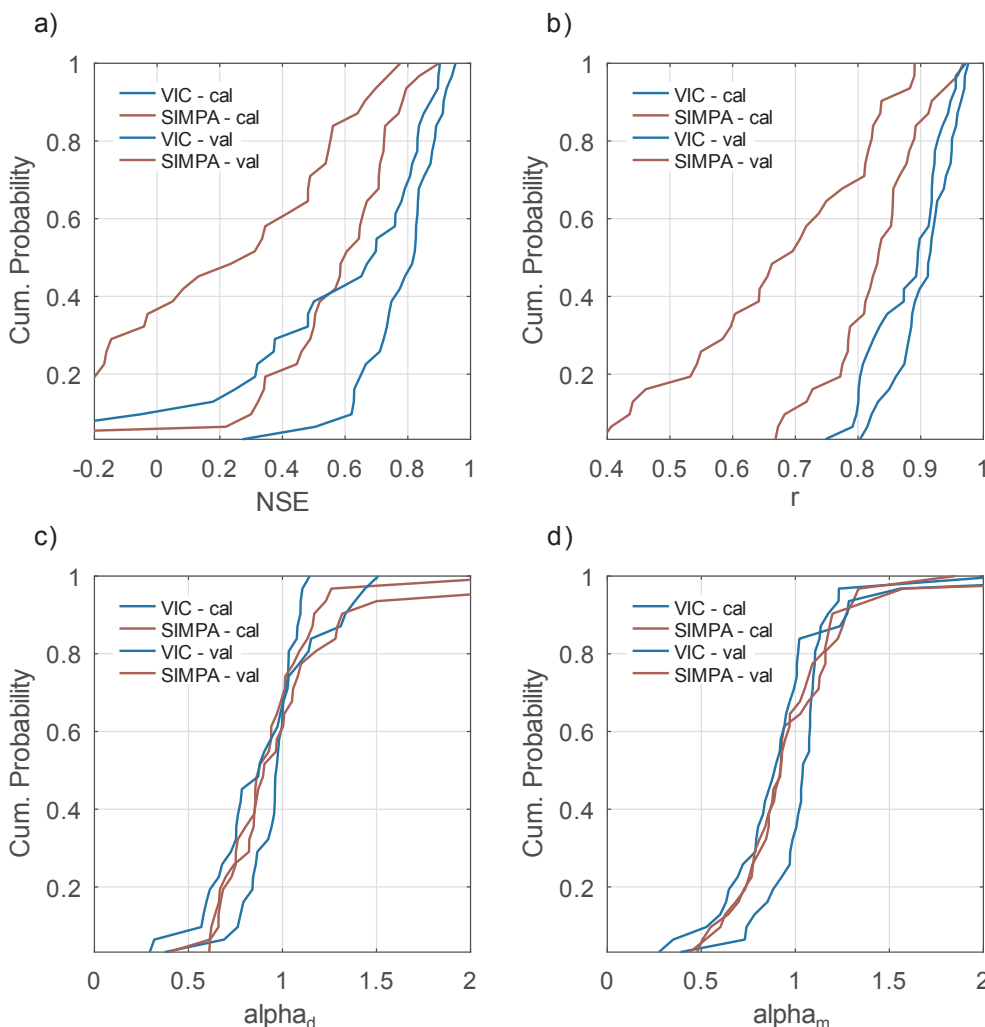 a)
1
0.8
0.6
0.4
0.2
-0.2 0 0.2 0.4 0.6 0.8 1
NSE
Cum. Probability
VIC - cal
SIMPA - cal
VIC - val
SIMPA - val
b)
1
0.8
0.6
0.4
0.2
0.4 0.5 0.6 0.7 0.8 0.9 1
r
Cum. Probability
VIC - cal
SIMPA - cal
VIC - val
SIMPA - val
c)
1
0.8
0.6
0.4
0.2
0 0.5 1 1.5 2
alpha_d
Cum. Probability
VIC - cal
SIMPA - cal
VIC - val
SIMPA - val
d)
1
0.8
0.6
0.4
0.2
0 0.5 1 1.5 2
alpha_m
Cum. Probability
VIC - cal
SIMPA - cal
VIC - val
SIMPA - val